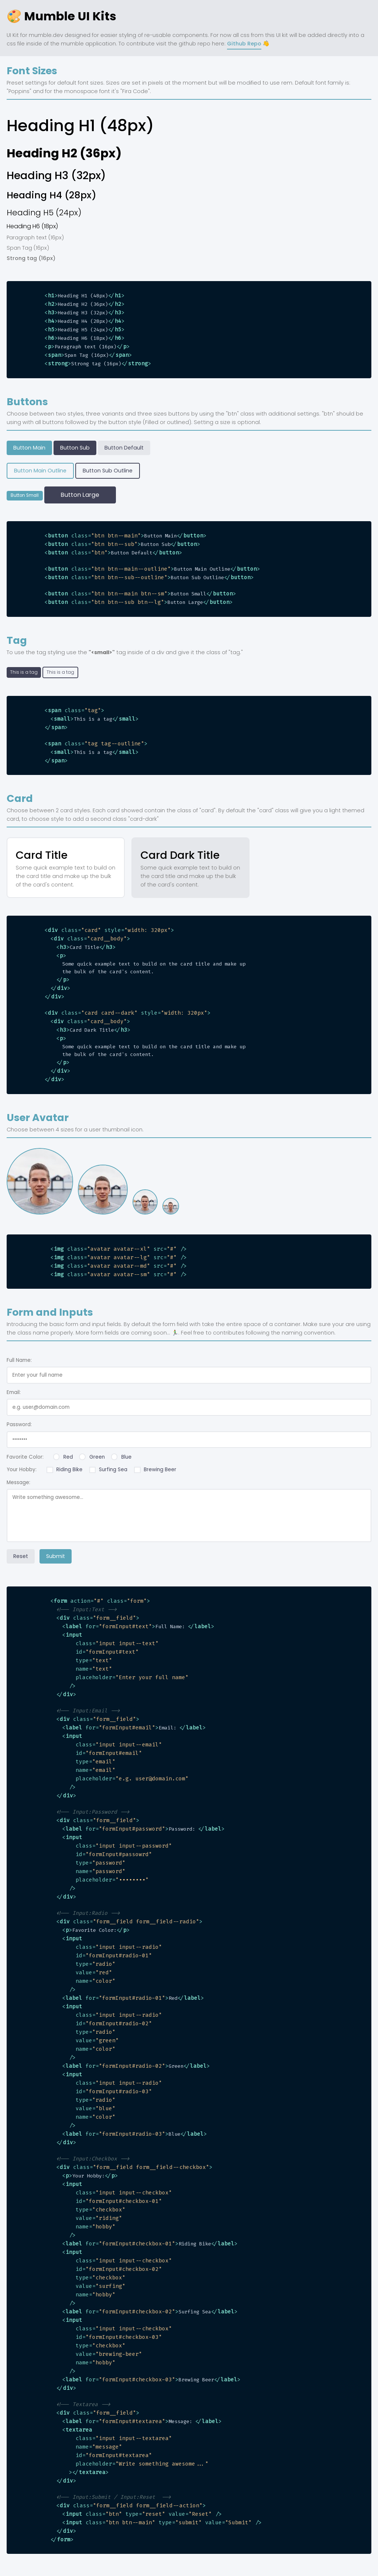 🎨 Mumble UI Kits
UI Kit for mumble.dev designed for easier styling of re-usable components. For now all css from this ui kit will be added directly into a
css file inside of the mumble application. To contribute visit the github repo here. Github Repo 👊
Font Sizes
Preset settings for default font sizes. Sizes are set in pixels at the moment but will be modified to use rem. Default font family is
"Poppins" and for the monospace font it's "Fira Code".
Heading H1 (48px)
Heading H2 (36px)
Heading H3 (32px)
Heading H4 (28px)
Heading H5 (24px)
Heading H6 (18px)
Paragraph text (16px)
Span Tag (16px)
Strong tag (16px)
<h1>Heading H1 (48px)</h1>
<h2>Heading H2 (36px)</h2>
<h3>Heading H3 (32px)</h3>
<h4>Heading H4 (28px)</h4>
<h5>Heading H5 (24px)</h5>
<h6>Heading H6 (18px)</h6>
<p>Paragraph text (16px)</p>
<span>Span Tag (16px)</span>
<strong>Strong tag (16px)</strong>
Buttons
Choose between two styles, three variants and three sizes buttons by using the "btn" class with additional settings. "btn" should be
using with all buttons followed by the button style (Filled or outlined). Setting a size is optional.
Button Main Button Sub Button Default
Button Main Outline Button Sub Outline
Button Small Button Large
<button class="btn btn--main">Button Main</button>
<button class="btn btn--sub">Button Sub</button>
<button class="btn">Button Default</button>
<button class="btn btn--main--outline">Button Main Outline</button>
<button class="btn btn--sub--outline">Button Sub Outline</button>
<button class="btn btn--main btn--sm">Button Small</button>
<button class="btn btn--sub btn--lg">Button Large</button>
Tag
To use the tag styling use the "<small>" tag inside of a div and give it the class of "tag."
This is a tag This is a tag
<span class="tag">
<small>This is a tag</small>
</span>
<span class="tag tag--outline">
<small>This is a tag</small>
</span>
Card
Choose between 2 card styles. Each card showed contain the class of "card". By default the "card" class will give you a light themed
card, to choose style to add a second class "card-dark"
Card Title
Some quick example text to build on
the card title and make up the bulk
of the card's content.
Card Dark Title
Some quick example text to build on
the card title and make up the bulk
of the card's content.
<div class="card" style="width: 320px">
<div class="card__body">
<h3>Card Title</h3>
<p>
Some quick example text to build on the card title and make up
the bulk of the card's content.
</p>
</div>
</div>
<div class="card card--dark" style="width: 320px">
<div class="card__body">
<h3>Card Dark Title</h3>
<p>
Some quick example text to build on the card title and make up
the bulk of the card's content.
</p>
</div>
</div>
User Avatar
Choose between 4 sizes for a user thumbnail icon.
<img class="avatar avatar--xl" src="#" />
<img class="avatar avatar--lg" src="#" />
<img class="avatar avatar--md" src="#" />
<img class="avatar avatar--sm" src="#" />
Form and Inputs
Introducing the basic form and input fields. By default the form field with take the entire space of a container. Make sure your are using
the class name properly. More form fields are coming soon... 🏃 Feel free to contributes following the naming convention.
Full Name:
Enter your full name
Email:
e.g. user@domain.com
Password:
••••••••
Favorite Color: Red Green Blue
Your Hobby: Riding Bike Surfing Sea Brewing Beer
Message:
Write something awesome...
Reset Submit
<form action="#" class="form">
<!-- Input:Text -->
<div class="form__field">
<label for="formInput#text">Full Name: </label>
<input
class="input input--text"
id="formInput#text"
type="text"
name="text"
placeholder="Enter your full name"
/>
</div>
<!-- Input:Email -->
<div class="form__field">
<label for="formInput#email">Email: </label>
<input
class="input input--email"
id="formInput#email"
type="email"
name="email"
placeholder="e.g. user@domain.com"
/>
</div>
<!-- Input:Password -->
<div class="form__field">
<label for="formInput#password">Password: </label>
<input
class="input input--password"
id="formInput#passowrd"
type="password"
name="password"
placeholder="••••••••"
/>
</div>
<!-- Input:Radio -->
<div class="form__field form__field--radio">
<p>Favorite Color:</p>
<input
class="input input--radio"
id="formInput#radio-01"
type="radio"
value="red"
name="color"
/>
<label for="formInput#radio-01">Red</label>
<input
class="input input--radio"
id="formInput#radio-02"
type="radio"
value="green"
name="color"
/>
<label for="formInput#radio-02">Green</label>
<input
class="input input--radio"
id="formInput#radio-03"
type="radio"
value="blue"
name="color"
/>
<label for="formInput#radio-03">Blue</label>
</div>
<!-- Input:Checkbox -->
<div class="form__field form__field--checkbox">
<p>Your Hobby:</p>
<input
class="input input--checkbox"
id="formInput#checkbox-01"
type="checkbox"
value="riding"
name="hobby"
/>
<label for="formInput#checkbox-01">Riding Bike</label>
<input
class="input input--checkbox"
id="formInput#checkbox-02"
type="checkbox"
value="surfing"
name="hobby"
/>
<label for="formInput#checkbox-02">Surfing Sea</label>
<input
class="input input--checkbox"
id="formInput#checkbox-03"
type="checkbox"
value="brewing-beer"
name="hobby"
/>
<label for="formInput#checkbox-03">Brewing Beer</label>
</div>
<!-- Textarea -->
<div class="form__field">
<label for="formInput#textarea">Message: </label>
<textarea
class="input input--textarea"
name="message"
id="formInput#textarea"
placeholder="Write something awesome..."
></textarea>
</div>
<!-- Input:Submit / Input:Reset -->
<div class="form__field form__field--action">
<input class="btn" type="reset" value="Reset" />
<input class="btn btn--main" type="submit" value="Submit" />
</div>
</form>